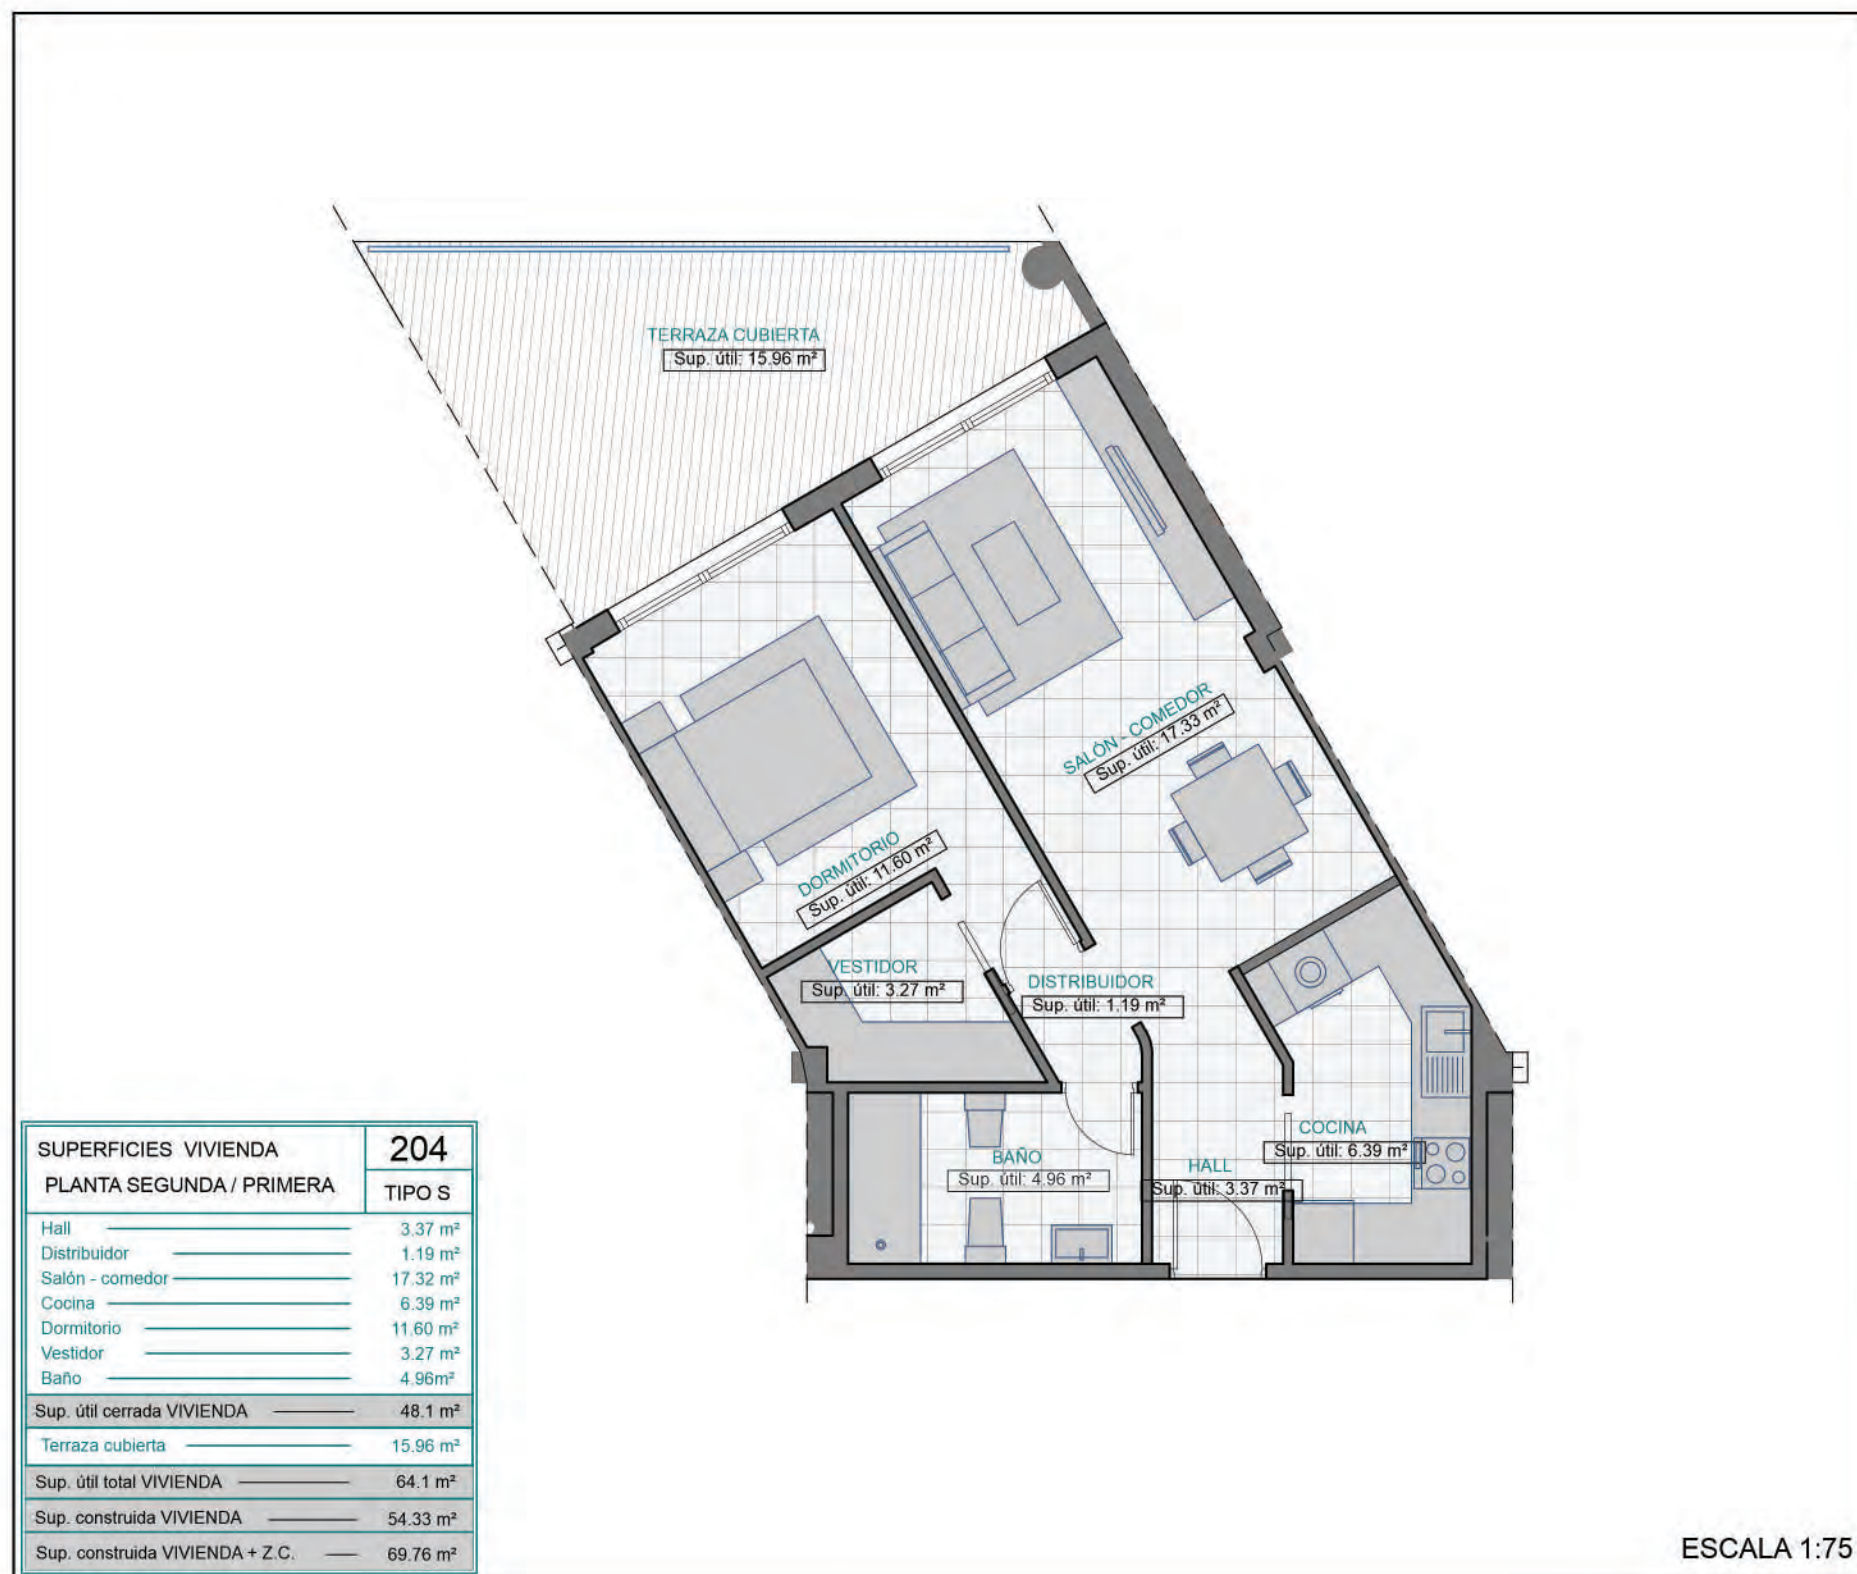 TERRAZA CUBIERTA
Sup. útil: 15.96 m²
SALÓN - COMEDOR
Sup. útil: 17.33 m²
DORMITORIO
Sup. útil: 11.60 m²
VESTIDOR
Sup. útil: 3.27 m²
DISTRIBUIDOR
Sup. útil: 1.19 m²
COCINA
Sup. útil: 6.39 m²
BAÑO
Sup. útil: 4.96 m²
HALL
Sup. útil: 3.37 m²
SUPERFICIES VIVIENDA 204
PLANTA SEGUNDA / PRIMERA TIPO S
Hall 3.37 m²
Distribuidor 1.19 m²
Salón - comedor 17.32 m²
Cocina 6.39 m²
Dormitorio 11.60 m²
Vestidor 3.27 m²
Baño 4.96m²
Sup. útil cerrada VIVIENDA 48.1 m²
Terraza cubierta 15.96 m²
Sup. útil total VIVIENDA 64.1 m²
Sup. construida VIVIENDA 54.33 m²
Sup. construida VIVIENDA + Z.C. 69.76 m²
ESCALA 1:75